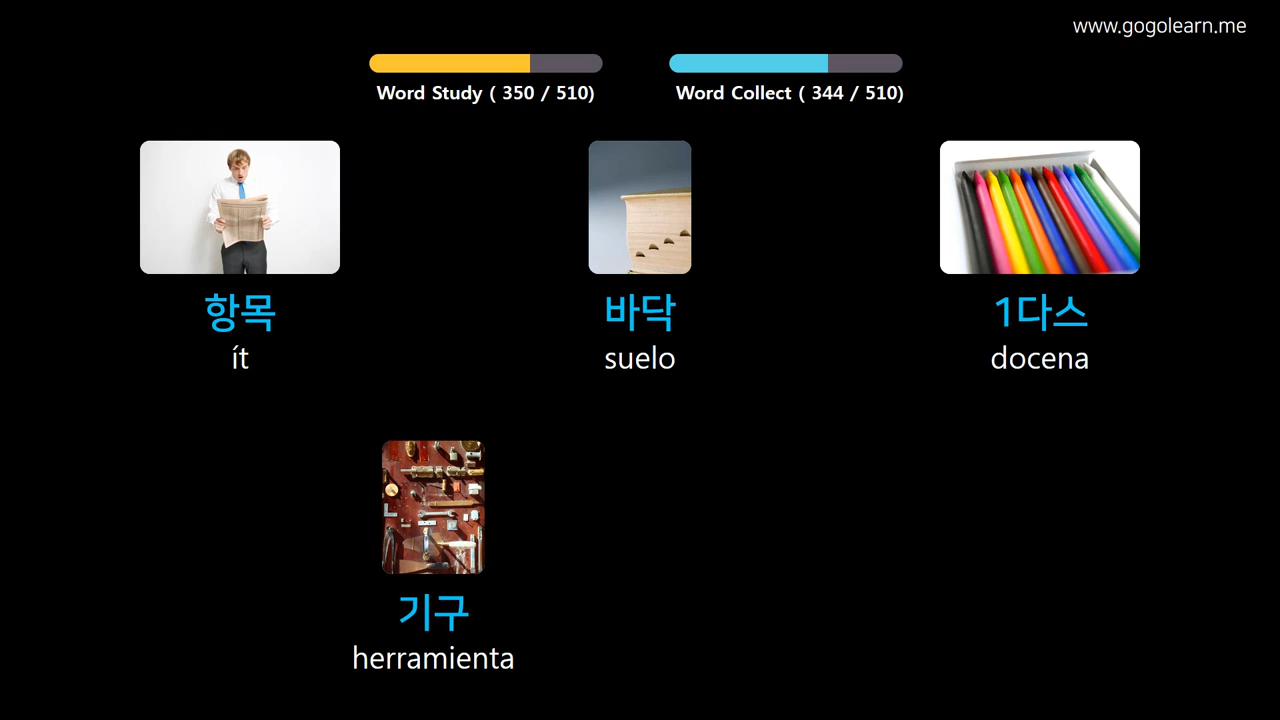 www.gogolearn.me
Word Study ( 350 / 510)
Word Collect ( 344 / 510)
항목
ít
바닥
suelo
1다스
docena
기구
herramienta